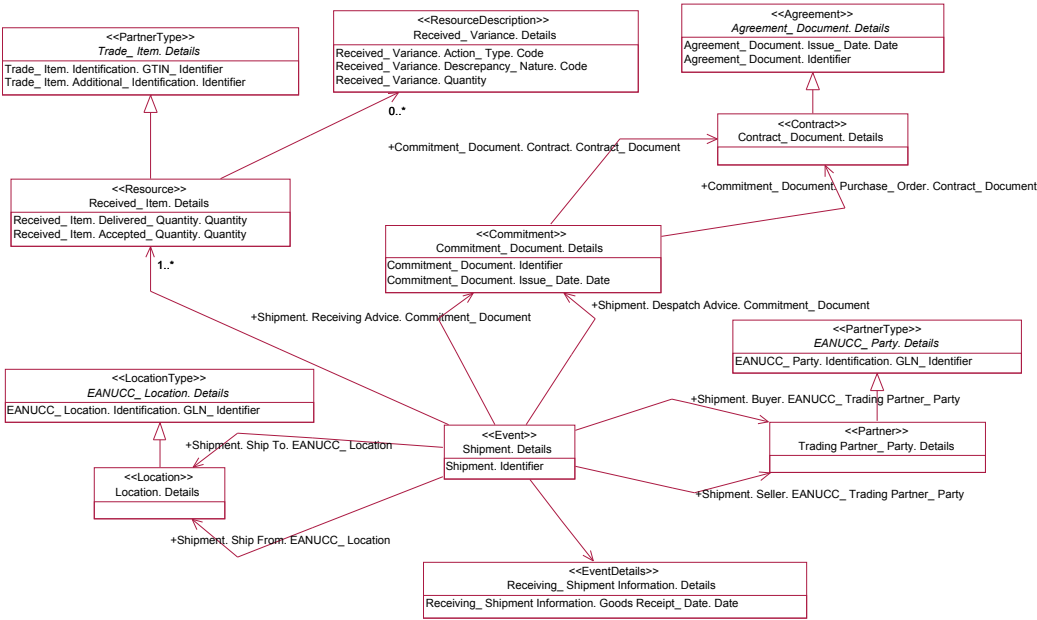 <<PartnerType>>
Trade_ Item. Details
Trade_ Item. Identification. GTIN_ Identifier
Trade_ Item. Additional_ Identification. Identifier
<<ResourceDescription>>
Received_ Variance. Details
Received_ Variance. Action_ Type. Code
Received_ Variance. Descrepancy_ Nature. Code
Received_ Variance. Quantity
0..*
<<Agreement>>
Agreement_ Document. Details
Agreement_ Document. Issue_ Date. Date
Agreement_ Document. Identifier
<<Contract>>
Contract_ Document. Details
+Commitment_ Document. Contract. Contract_ Document
+Commitment_ Document. Purchase_ Order. Contract_ Document
<<Resource>>
Received_ Item. Details
Received_ Item. Delivered_ Quantity. Quantity
Received_ Item. Accepted_ Quantity. Quantity
1..*
<<Commitment>>
Commitment_ Document. Details
Commitment_ Document. Identifier
Commitment_ Document. Issue_ Date. Date
+Shipment. Receiving Advice. Commitment_ Document
+Shipment. Despatch Advice. Commitment_ Document
<<PartnerType>>
EANUCC_ Party. Details
EANUCC_ Party. Identification. GLN_ Identifier
<<LocationType>>
EANUCC_ Location. Details
EANUCC_ Location. Identification. GLN_ Identifier
+Shipment. Buyer. EANUCC_ Trading Partner_ Party
<<Partner>>
Trading Partner_ Party. Details
+Shipment. Seller. EANUCC_ Trading Partner_ Party
<<Event>>
Shipment. Details
Shipment. Identifier
+Shipment. Ship To. EANUCC_ Location
<<Location>>
Location. Details
+Shipment. Ship From. EANUCC_ Location
<<EventDetails>>
Receiving_ Shipment Information. Details
Receiving_ Shipment Information. Goods Receipt_ Date. Date